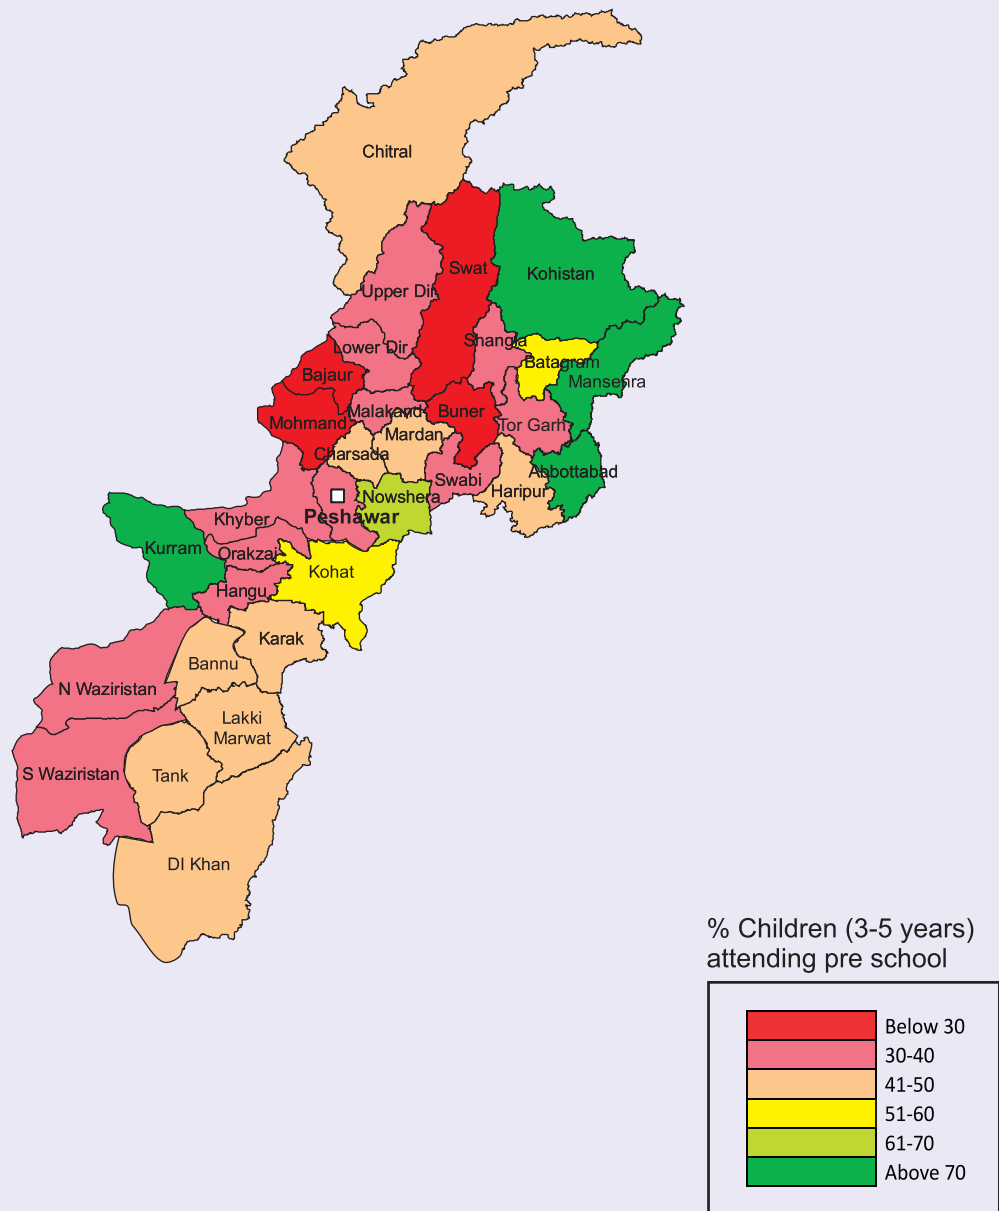 Chitral
Swat
Kohistan
Upper Dir
Shangla
Lower Dir
Batagram
Bajaur
Mansehra
Malakand
Buner
Mohmand
Tor Garh
Mardan
Charsada
Abbottabad
Swabi
Haripur
Nowshera
Peshawar
Khyber
Kurram
Orakzai
Kohat
Hangu
Karak
Bannu
N Waziristan
Lakki
Marwat
S Waziristan
Tank
DI Khan
% Children (3-5 years)
attending pre school
Below 30
30-40
41-50
51-60
61-70
Above 70